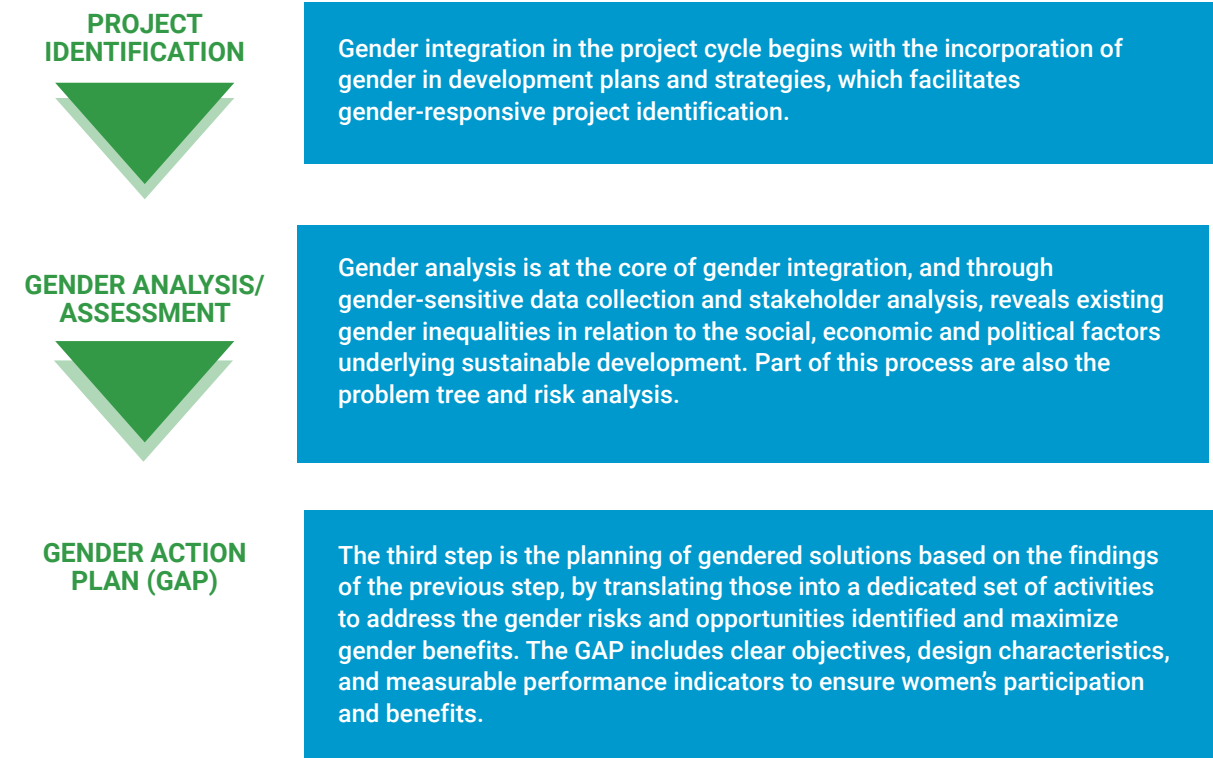 PROJECT
IDENTIFICATION
Gender integration in the project cycle begins with the incorporation of
gender in development plans and strategies, which facilitates
gender-responsive project identification.
GENDER ANALYSIS/
ASSESSMENT
Gender analysis is at the core of gender integration, and through
gender-sensitive data collection and stakeholder analysis, reveals existing
gender inequalities in relation to the social, economic and political factors
underlying sustainable development. Part of this process are also the
problem tree and risk analysis.
GENDER ACTION
PLAN (GAP)
The third step is the planning of gendered solutions based on the findings
of the previous step, by translating those into a dedicated set of activities
to address the gender risks and opportunities identified and maximize
gender benefits. The GAP includes clear objectives, design characteristics,
and measurable performance indicators to ensure women’s participation
and benefits.